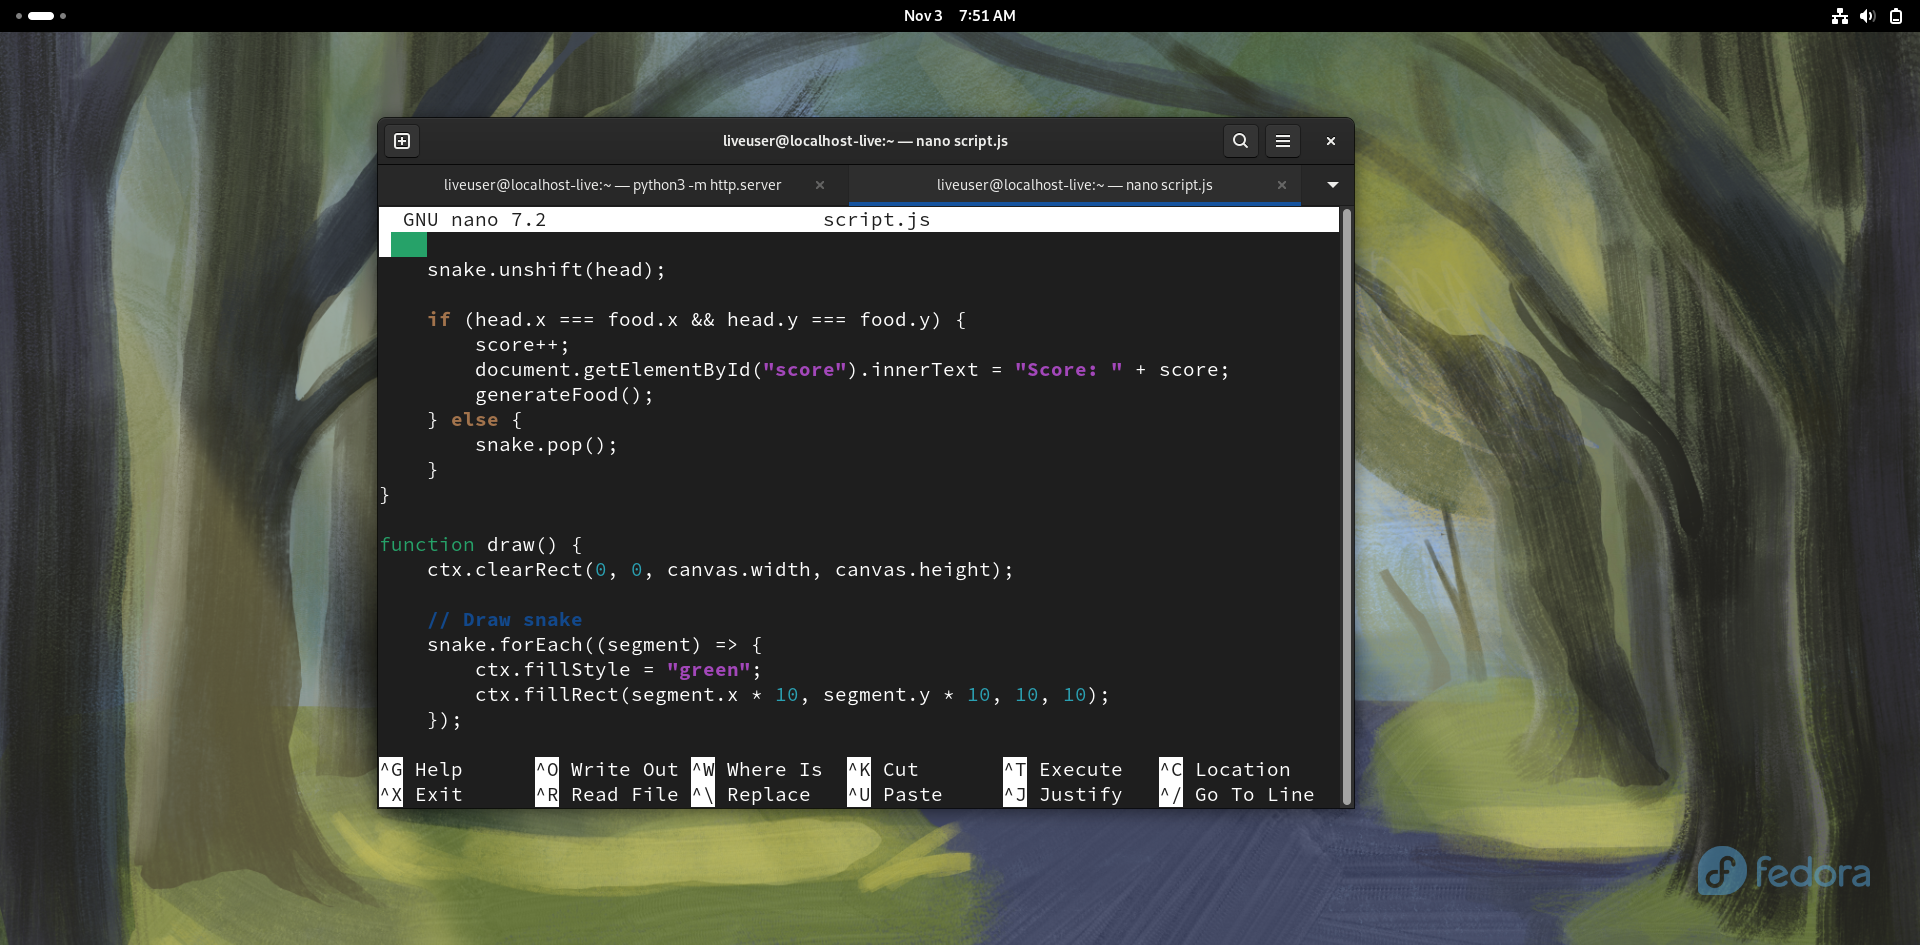 Nov 3 7:51 AM
liveuser@localhost-live:~ — nano script.js
liveuser@localhost-live:~ — python3 -m http.server × liveuser@localhost-live:~ — nano script.js ×
GNU nano 7.2 script.js
    snake.unshift(head);
    if (head.x === food.x && head.y === food.y) {
        score++;
        document.getElementById("score").innerText = "Score: " + score;
        generateFood();
    } else {
        snake.pop();
    }
}
function draw() {
    ctx.clearRect(0, 0, canvas.width, canvas.height);
    // Draw snake
    snake.forEach((segment) => {
        ctx.fillStyle = "green";
        ctx.fillRect(segment.x * 10, segment.y * 10, 10, 10);
    });
^G Help ^O Write Out ^W Where Is ^K Cut ^T Execute ^C Location
^X Exit ^R Read File ^\ Replace ^U Paste ^J Justify ^/ Go To Line
fedora